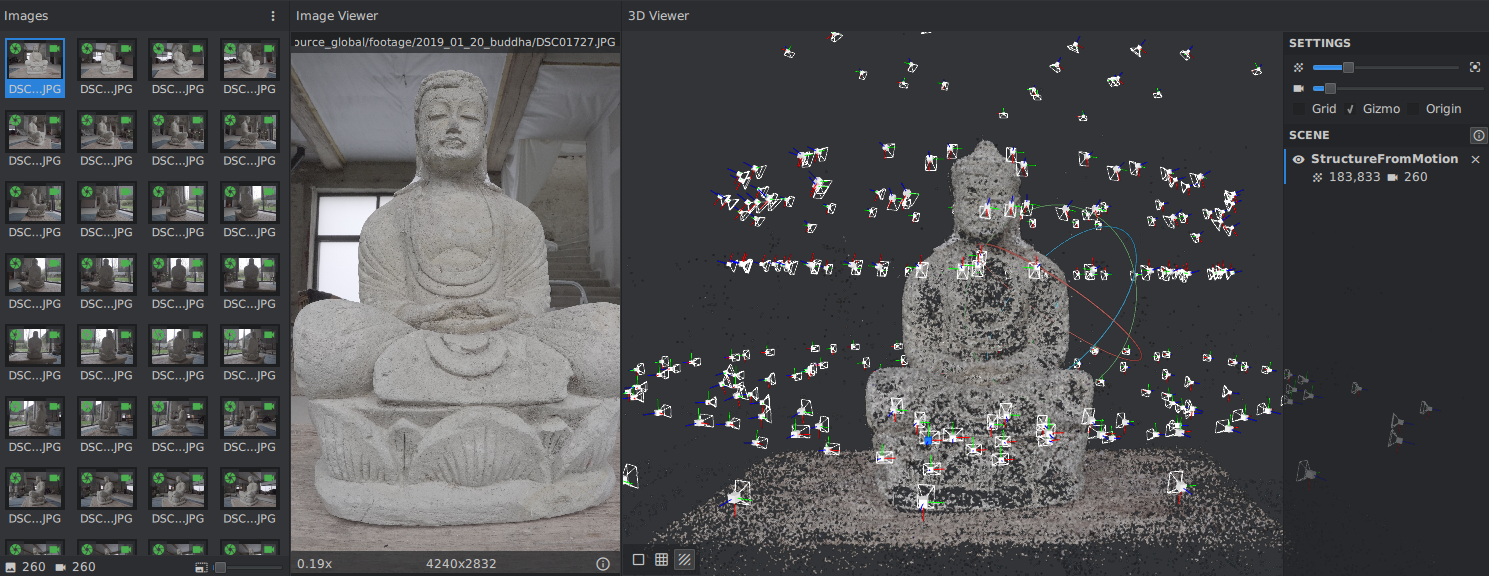 Images
Image Viewer
3D Viewer
ource_global/footage/2019_01_20_buddha/DSC01727.JPG
DSC...JPG DSC...JPG DSC...JPG DSC...JPG
DSC...JPG DSC...JPG DSC...JPG DSC...JPG
DSC...JPG DSC...JPG DSC...JPG DSC...JPG
DSC...JPG DSC...JPG DSC...JPG DSC...JPG
DSC...JPG DSC...JPG DSC...JPG DSC...JPG
DSC...JPG DSC...JPG DSC...JPG DSC...JPG
DSC...JPG DSC...JPG DSC...JPG DSC...JPG
260 260
0.19x 4240x2832
SETTINGS
Grid Gizmo Origin
SCENE
StructureFromMotion
183,833 260